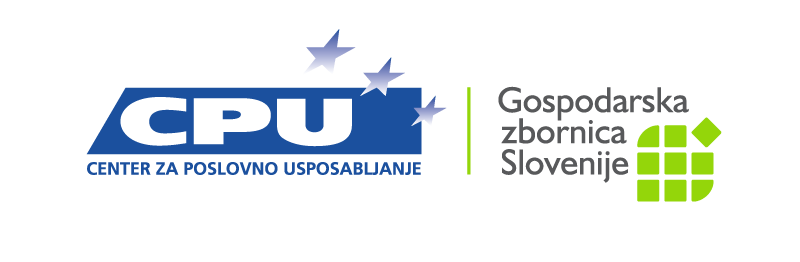 CPU
CENTER ZA POSLOVNO USPOSABLJANJE
Gospodarska
zbornica
Slovenije